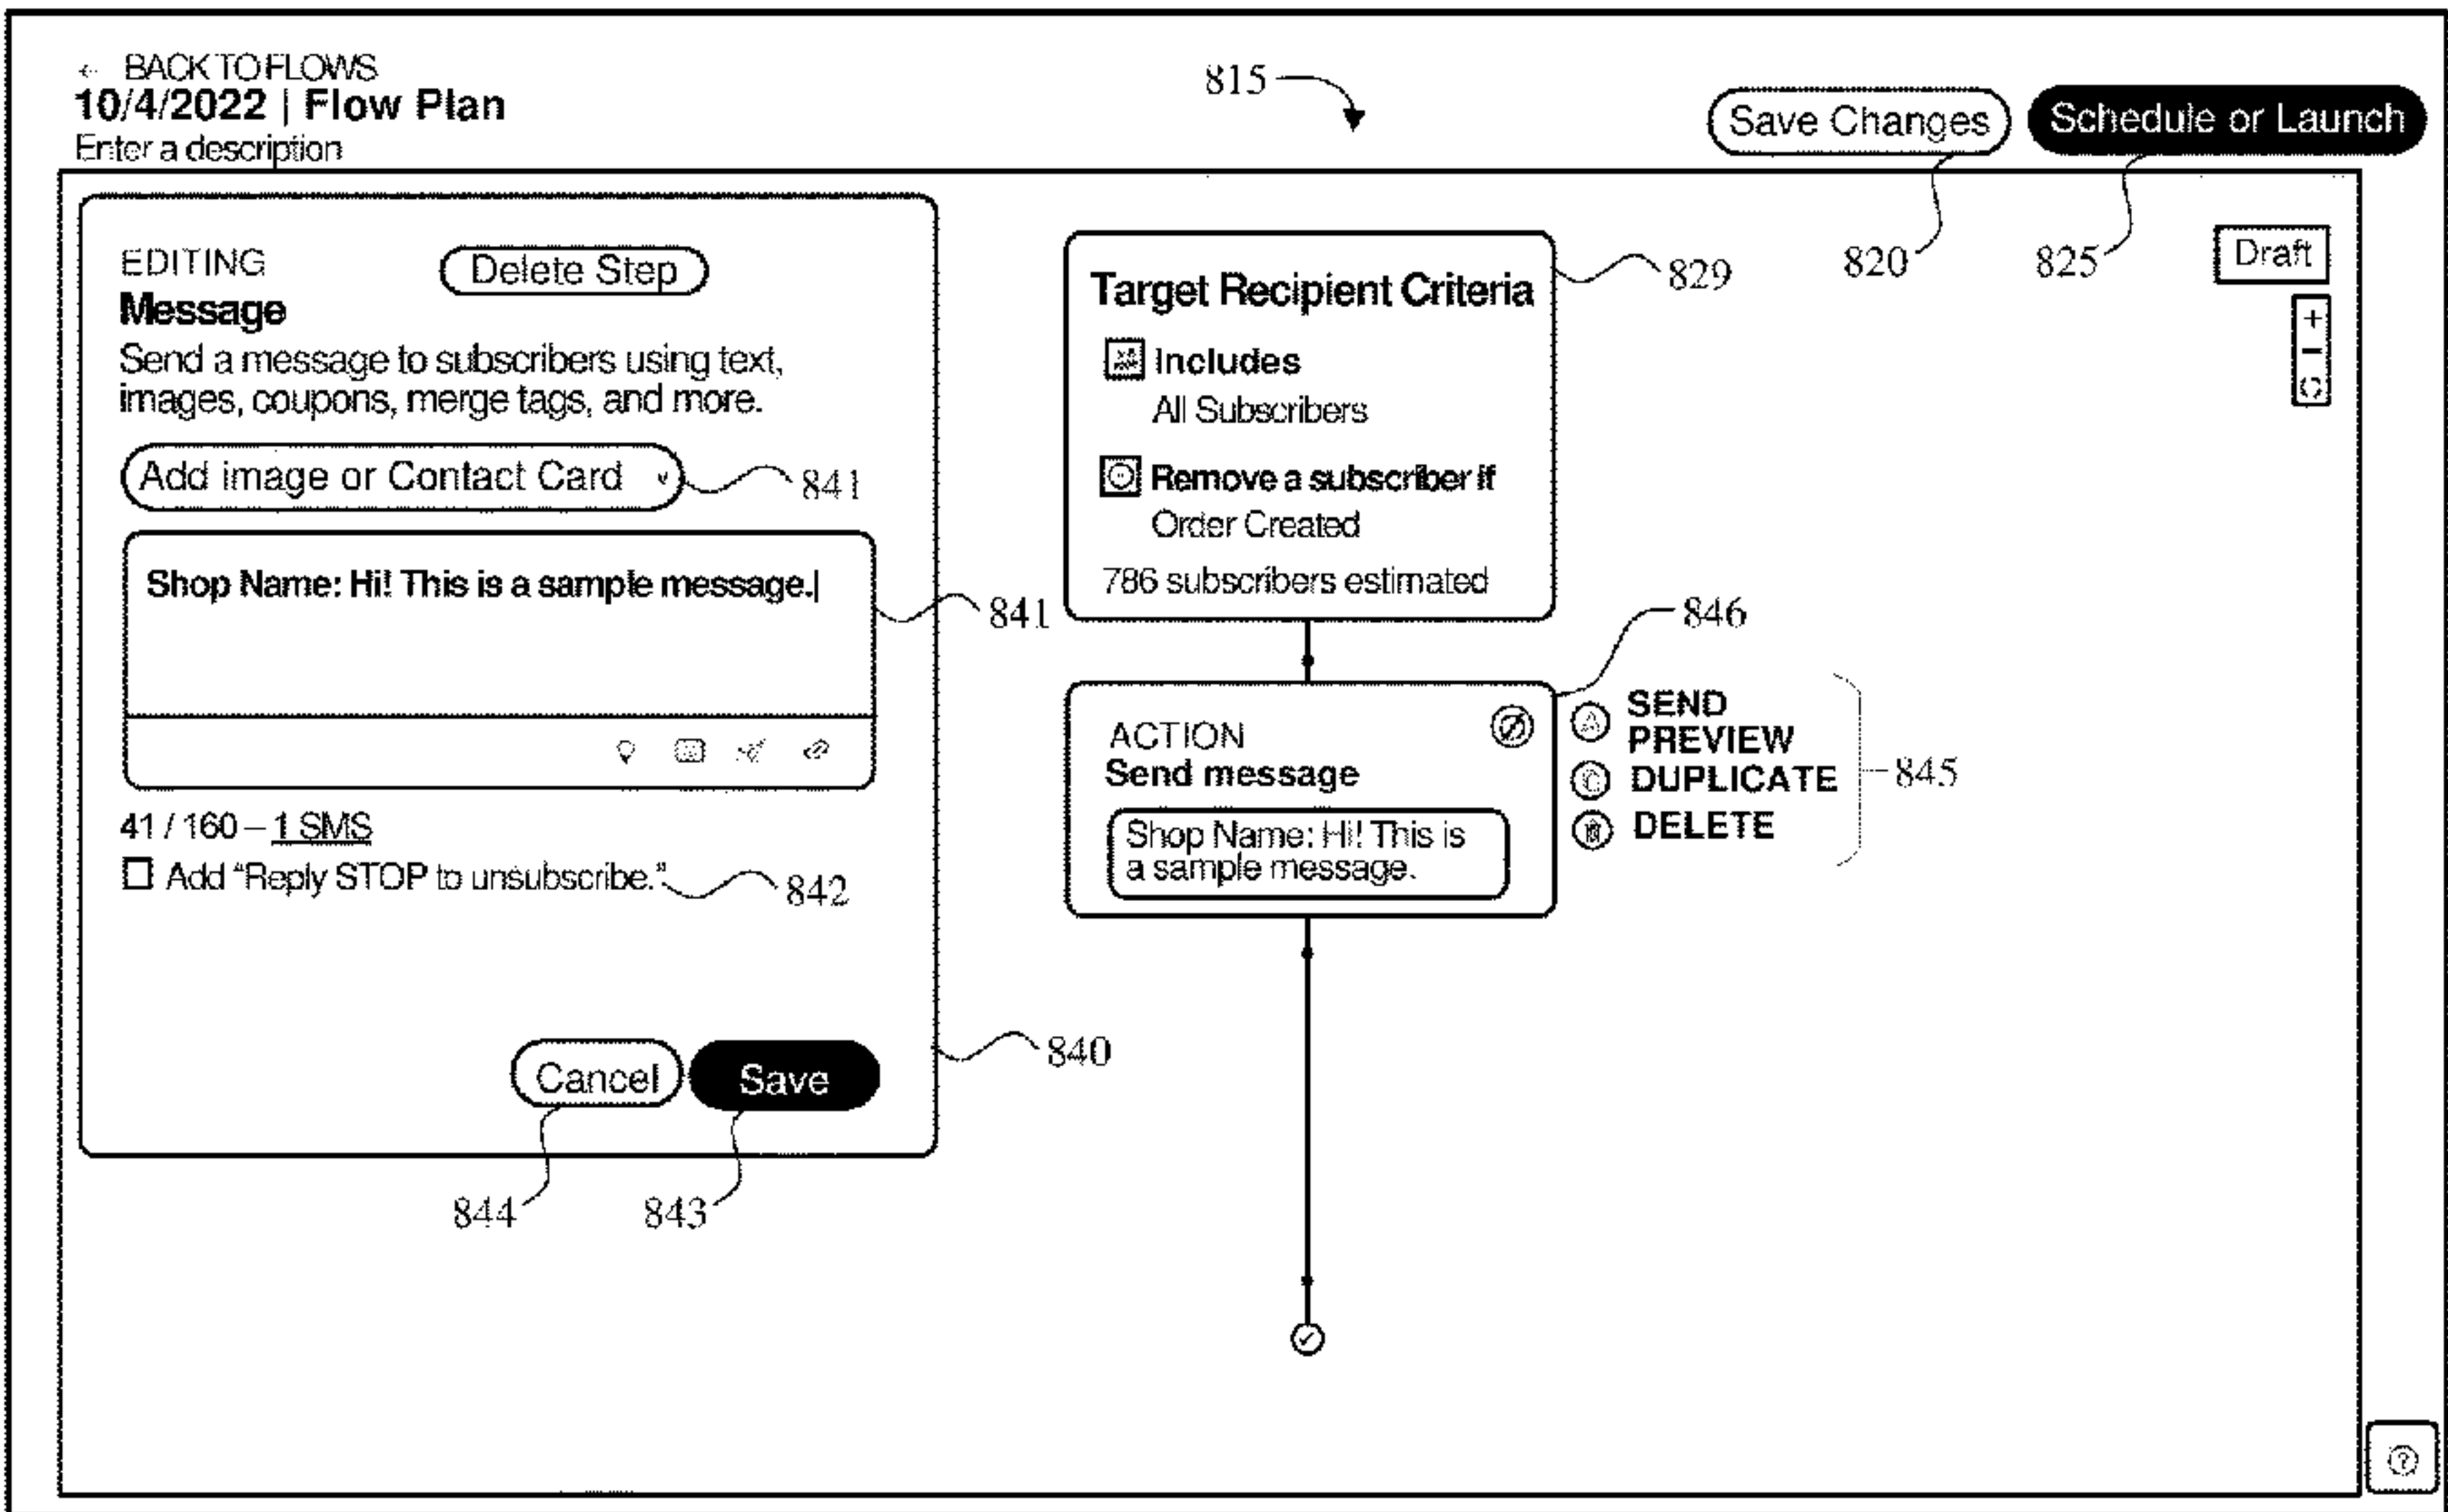 ← BACK TO FLOWS
10/4/2022 | Flow Plan
Enter a description
815
Save Changes
Schedule or Launch
820
825
Draft
+
−
EDITING
Delete Step
Message
Send a message to subscribers using text,
images, coupons, merge tags, and more.
Add image or Contact Card
841
Shop Name: Hi! This is a sample message.
841
41 / 160 – 1 SMS
Add “Reply STOP to unsubscribe.”
842
Cancel
Save
840
844
843
Target Recipient Criteria
829
Includes
All Subscribers
Remove a subscriber if
Order Created
786 subscribers estimated
846
ACTION
Send message
Shop Name: Hi! This is
a sample message.
SEND
PREVIEW
DUPLICATE
DELETE
845
?